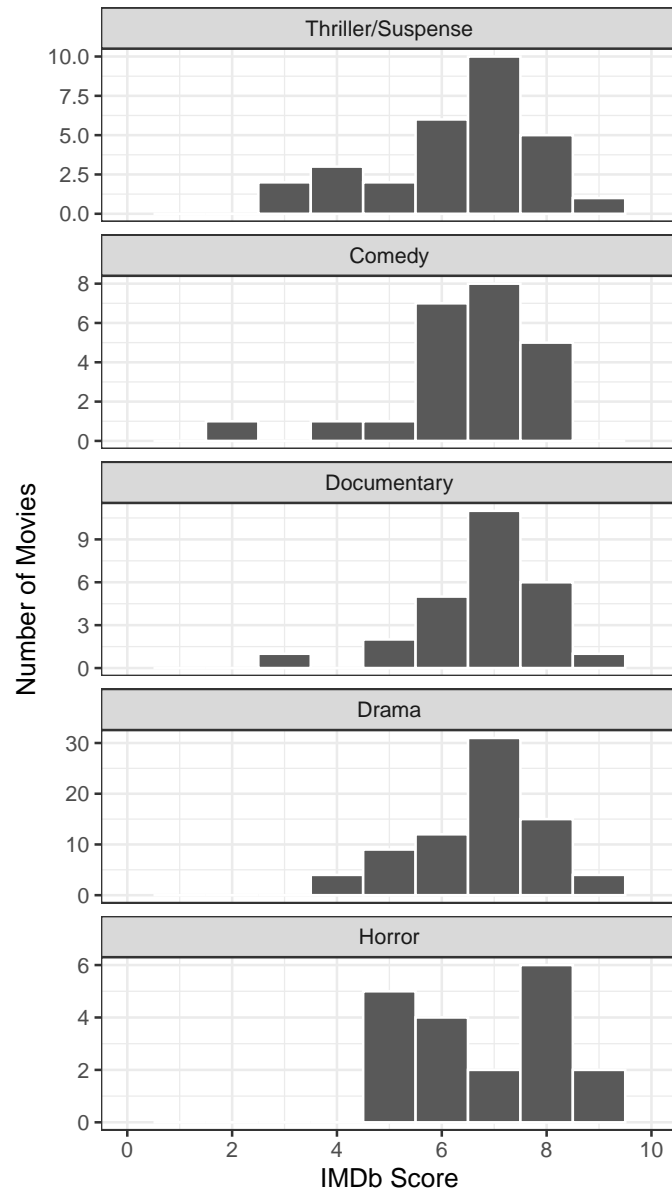 Thriller/Suspense
10.0
7.5
5.0
2.5
0.0
Comedy
8
6
4
2
0
Documentary
9
6
3
0
Drama
30
20
10
0
Horror
6
4
2
0
0 2 4 6 8 10
IMDb Score
Number of Movies